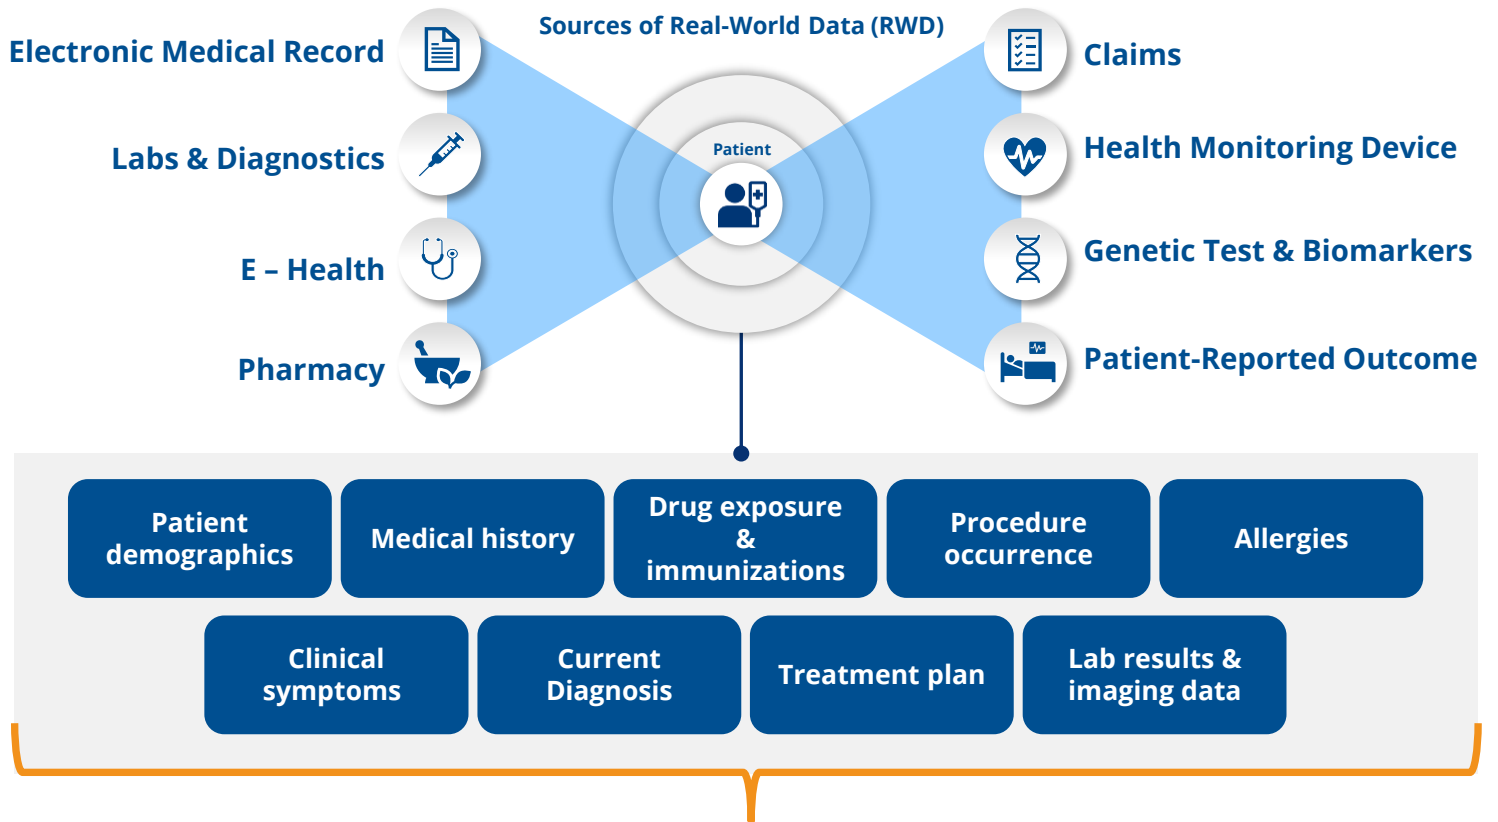 Sources of Real-World Data (RWD)
Electronic Medical Record
Labs & Diagnostics
E – Health
Pharmacy
Patient
Claims
Health Monitoring Device
Genetic Test & Biomarkers
Patient-Reported Outcome
Patient
demographics
Medical history
Drug exposure
&
immunizations
Procedure
occurrence
Allergies
Clinical
symptoms
Current
Diagnosis
Treatment plan
Lab results &
imaging data